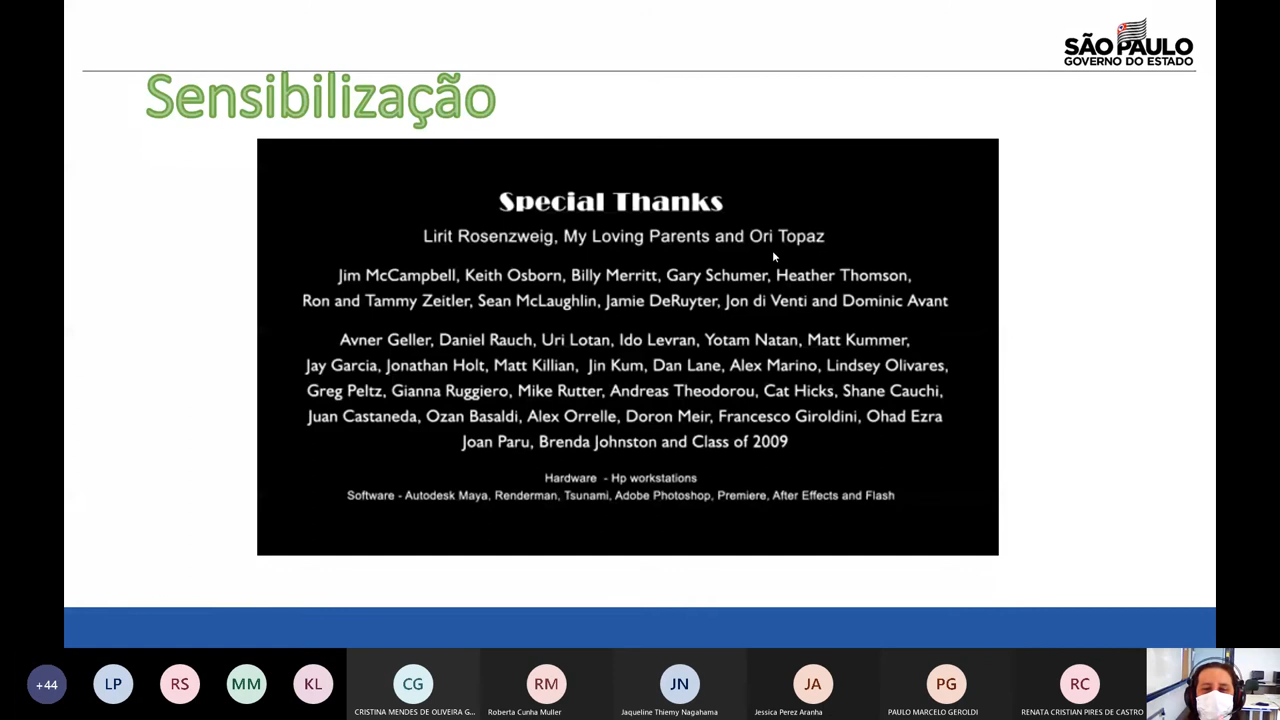 SÃO PAULO
GOVERNO DO ESTADO
Sensibilização
Special Thanks
Lirit Rosenzweig, My Loving Parents and Ori Topaz
Jim McCampbell, Keith Osborn, Billy Merritt, Gary Schumer, Heather Thomson,
Ron and Tammy Zeitler, Sean McLaughlin, Jamie DeRuyter, Jon di Venti and Dominic Avant
Avner Geller, Daniel Rauch, Uri Lotan, Ido Levran, Yotam Natan, Matt Kummer,
Jay Garcia, Jonathan Holt, Matt Killian, Jin Kum, Dan Lane, Alex Marino, Lindsey Olivares,
Greg Peltz, Gianna Ruggiero, Mike Rutter, Andreas Theodorou, Cat Hicks, Shane Cauchi,
Juan Castaneda, Ozan Basaldi, Alex Orrelle, Doron Meir, Francesco Giroldini, Ohad Ezra
Joan Paru, Brenda Johnston and Class of 2009
Hardware - Hp workstations
Software - Autodesk Maya, Renderman, Tsunami, Adobe Photoshop, Premiere, After Effects and Flash
+44 LP RS MM KL CG RM JN JA PG RC
CRISTINA MENDES DE OLIVEIRA G... Roberta Cunha Muller Jaqueline Thiemy Nagahama Jessica Perez Aranha PAULO MARCELO GEROLDI RENATA CRISTIAN PIRES DE CASTRO